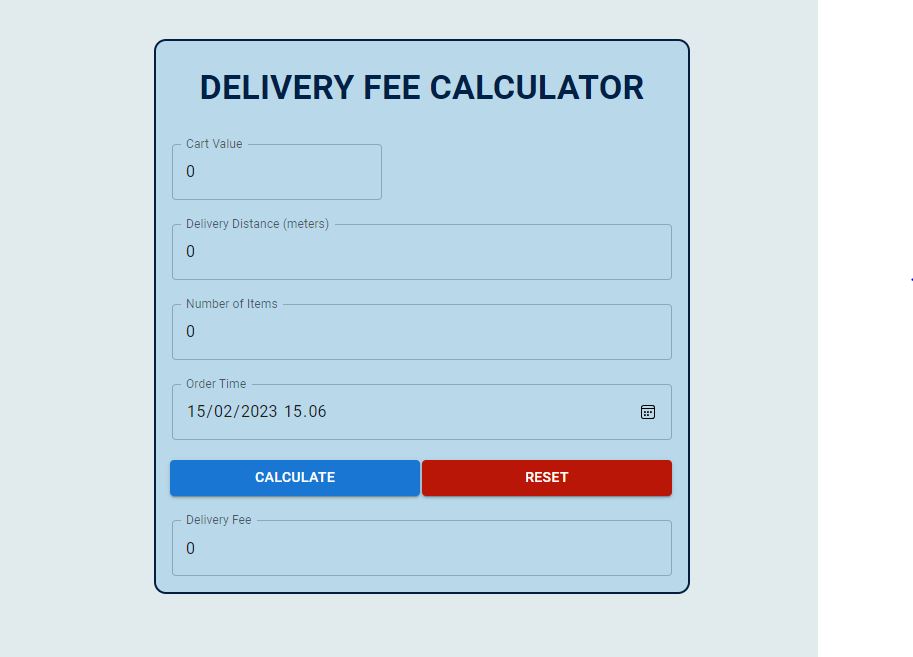 DELIVERY FEE CALCULATOR
Cart Value
0
Delivery Distance (meters)
0
Number of Items
0
Order Time
15/02/2023 15.06
CALCULATE RESET
Delivery Fee
0